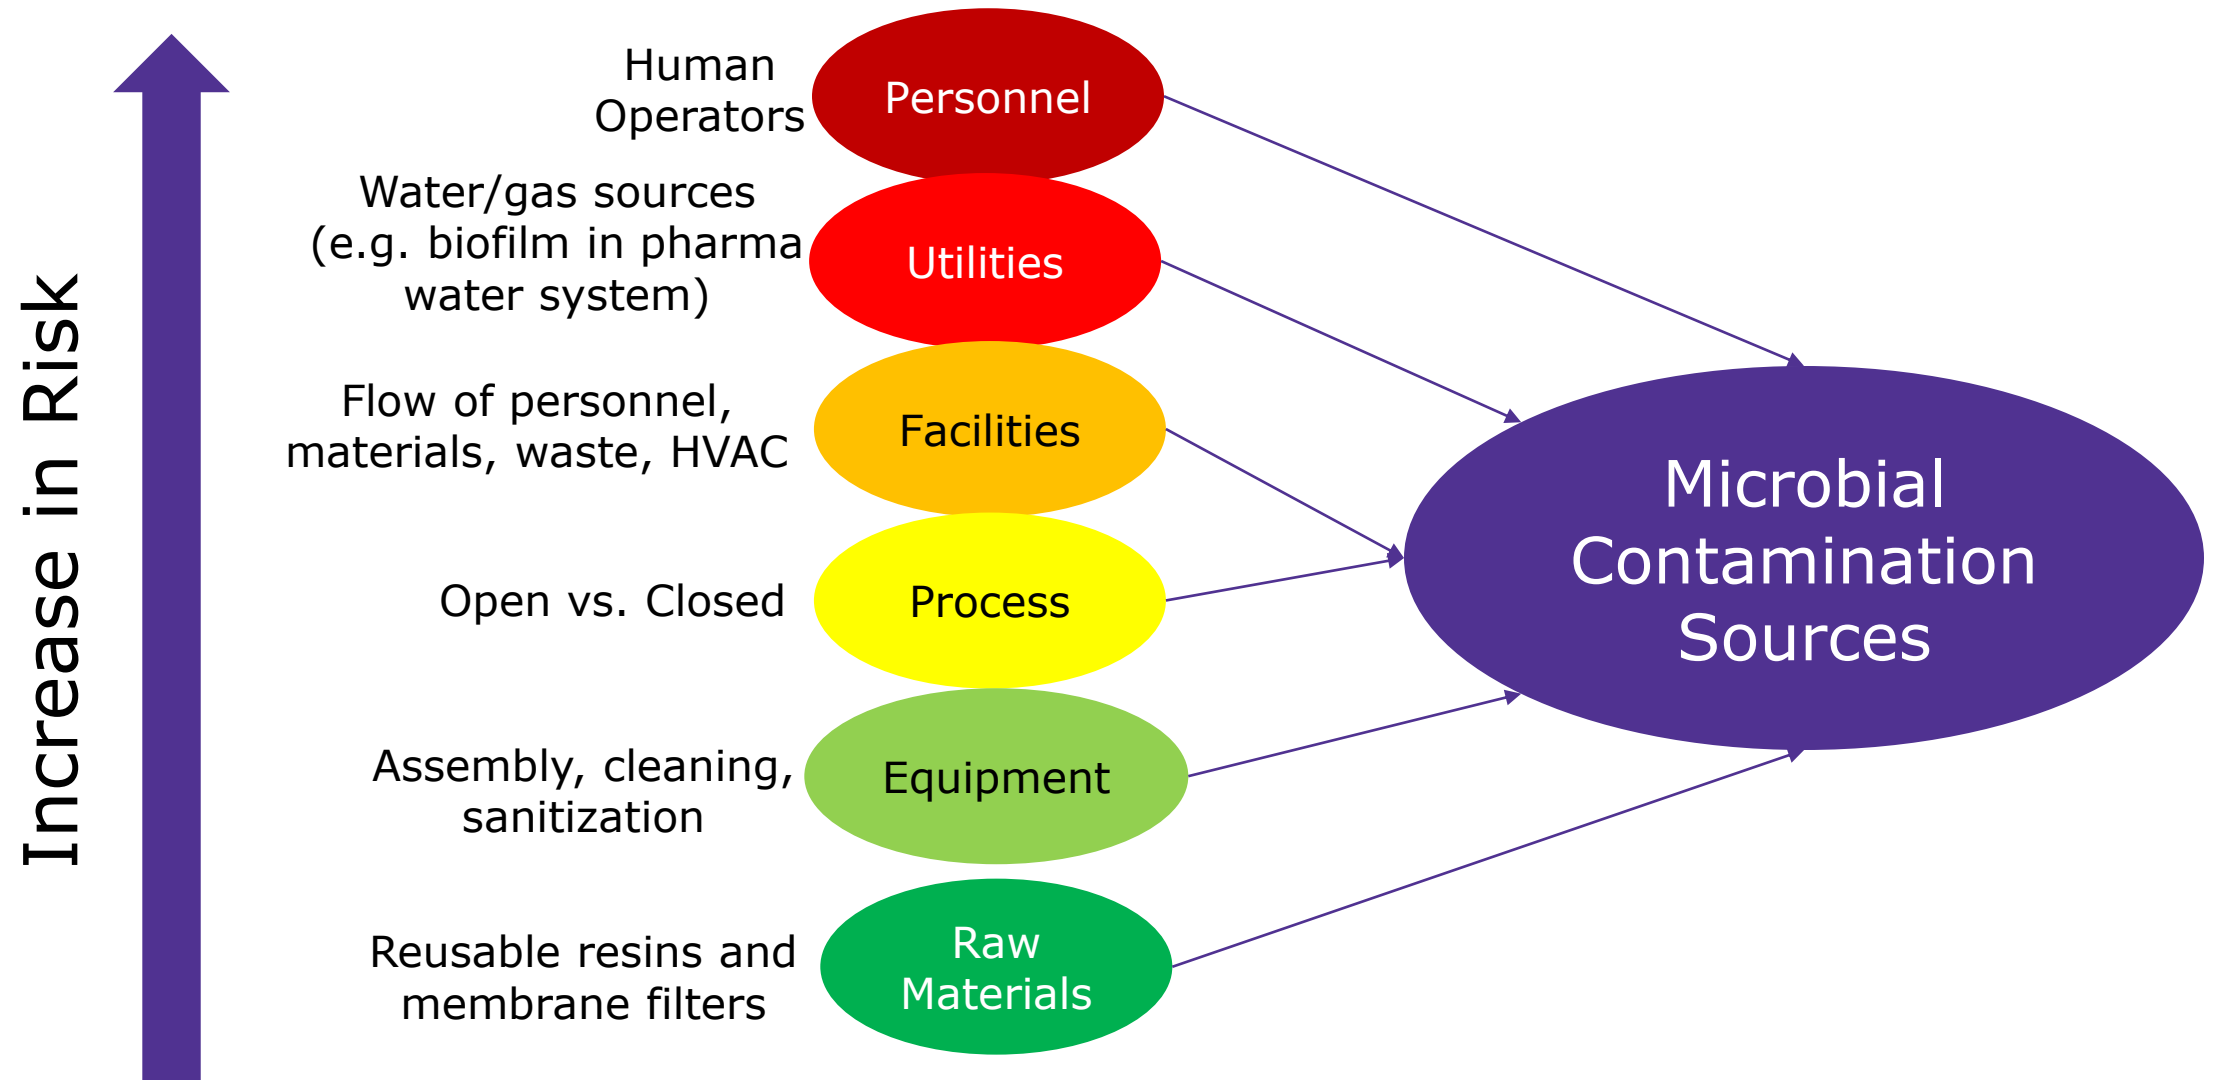 Increase in Risk
Human
Operators
Personnel
Water/gas sources
(e.g. biofilm in pharma
water system)
Utilities
Flow of personnel,
materials, waste, HVAC
Facilities
Open vs. Closed
Process
Assembly, cleaning,
sanitization
Equipment
Reusable resins and
membrane filters
Raw
Materials
Microbial
Contamination
Sources